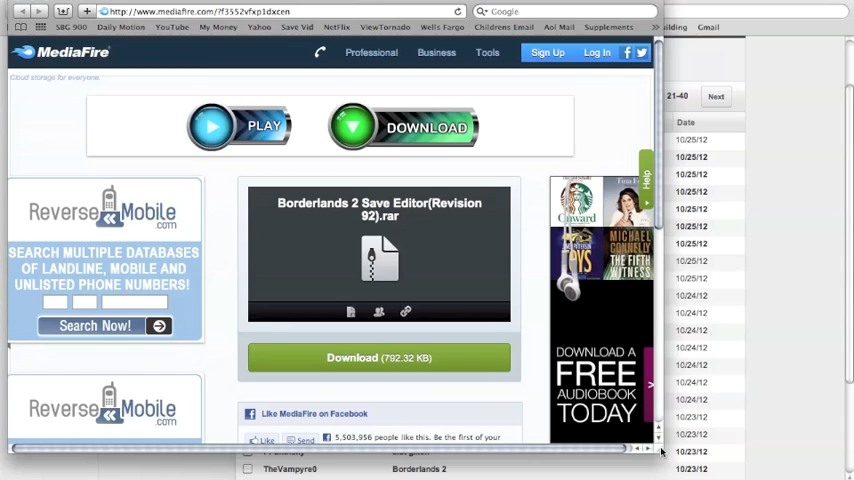 http://www.mediafire.com/?f3552vfxp1dxcen
Google
SBG 900 Daily Motion YouTube My Money Yahoo Save Vid NetFlix ViewTornado Wells Fargo Childrens Email Aol Mail Supplements
Gmail
MediaFire
Professional Business Tools Sign Up Log In
Cloud storage for everyone.
21-40 Next
PLAY
DOWNLOAD
Date
Help
10/25/12
10/25/12
10/25/12
10/25/12
10/25/12
10/25/12
10/25/12
10/25/12
10/24/12
10/24/12
10/24/12
10/24/12
10/24/12
10/24/12
10/24/12
10/23/12
10/23/12
10/23/12
10/23/12
ReverseMobile.com
SEARCH MULTIPLE DATABASES
OF LANDLINE, MOBILE AND
UNLISTED PHONE NUMBERS!
Search Now!
ReverseMobile.com
Borderlands 2 Save Editor(Revision
92).rar
Download (792.32 KB)
Like MediaFire on Facebook
Like Send 5,503,956 people like this. Be the first of your
Onward
JAMES PATTERSON
TOYS
MICHAEL
CONNELLY
THE FIFTH
WITNESS
DOWNLOAD A
FREE
AUDIOBOOK
TODAY
TheVampyre0 Borderlands 2